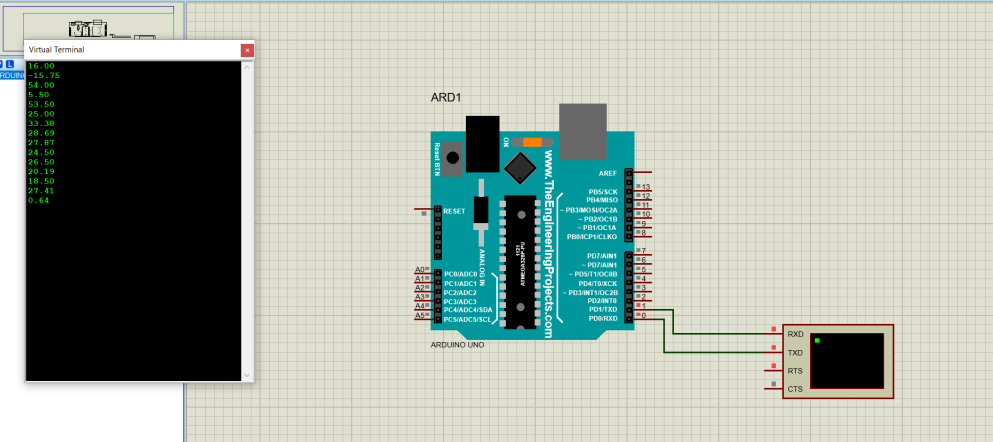 Virtual Terminal
L
16.00
-15.75
54.00
5.50
53.50
25.00
33.38
28.69
27.87
24.50
26.50
20.19
18.50
27.41
0.64
ARD1
Reset BTN
ON
www.TheEngineeringProjects.com
RESET
ANALOG IN
1121
ATMEGA328P-PU
A0
A1
A2
A3
A4
A5
PC0/ADC0
PC1/ADC1
PC2/ADC2
PC3/ADC3
PC4/ADC4/SDA
PC5/ADC5/SCL
AREF
PB5/SCK 13
PB4/MISO 12
~ PB3/MOSI/OC2A 11
~ PB2/OC1B 10
~ PB1/OC1A 9
PB0/ICP1/CLKO 8
PD7/AIN1 7
~ PD7/AIN1 6
~ PD5/T1/OC0B 5
PD4/T0/XCK 4
~ PD3/INT1/OC2B 3
PD2/INT0 2
PD1/TXD 1
PD0/RXD 0
ARDUINO UNO
RXD
TXD
RTS
CTS